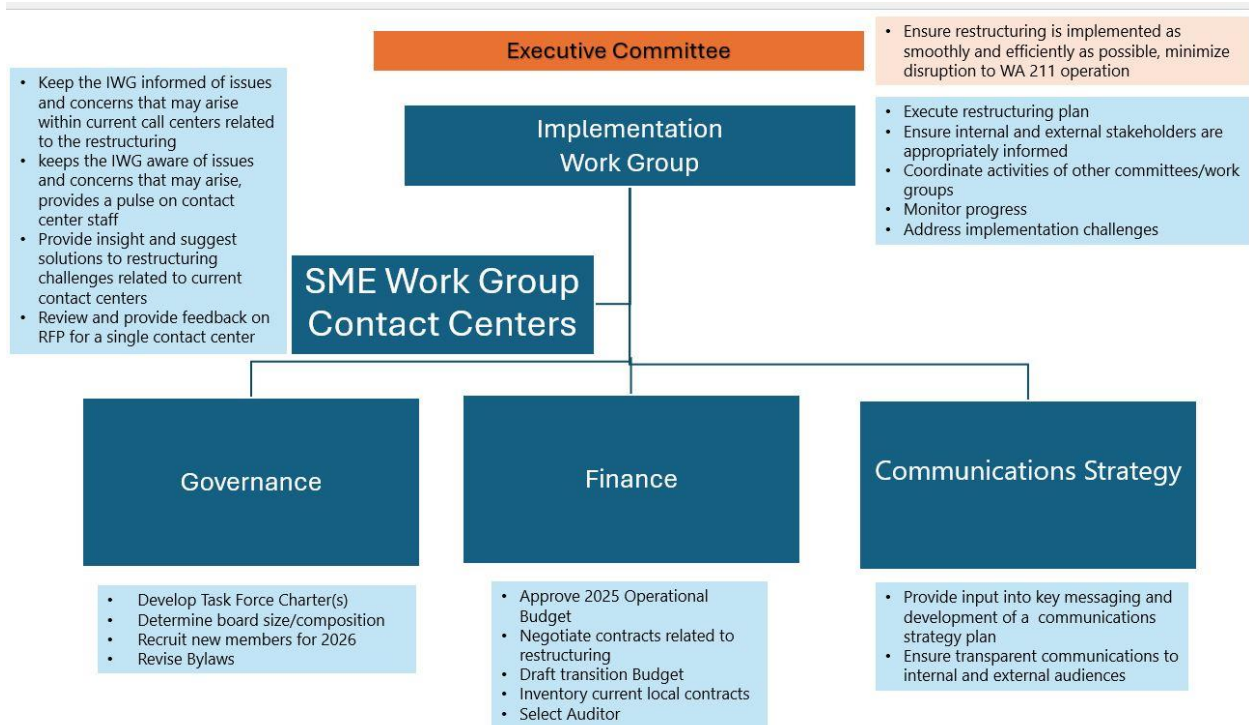 Executive Committee
• Ensure restructuring is implemented as
smoothly and efficiently as possible, minimize
disruption to WA 211 operation
• Keep the IWG informed of issues
and concerns that may arise
within current call centers related
to the restructuring
• keeps the IWG aware of issues
and concerns that may arise,
provides a pulse on contact
center staff
• Provide insight and suggest
solutions to restructuring
challenges related to current
contact centers
• Review and provide feedback on
RFP for a single contact center
Implementation
Work Group
• Execute restructuring plan
• Ensure internal and external stakeholders are
appropriately informed
• Coordinate activities of other committees/work
groups
• Monitor progress
• Address implementation challenges
SME Work Group
Contact Centers
Governance
Finance
Communications Strategy
• Develop Task Force Charter(s)
• Determine board size/composition
• Recruit new members for 2026
• Revise Bylaws
• Approve 2025 Operational
Budget
• Negotiate contracts related to
restructuring
• Draft transition Budget
• Inventory current local contracts
• Select Auditor
• Provide input into key messaging and
development of a communications
strategy plan
• Ensure transparent communications to
internal and external audiences